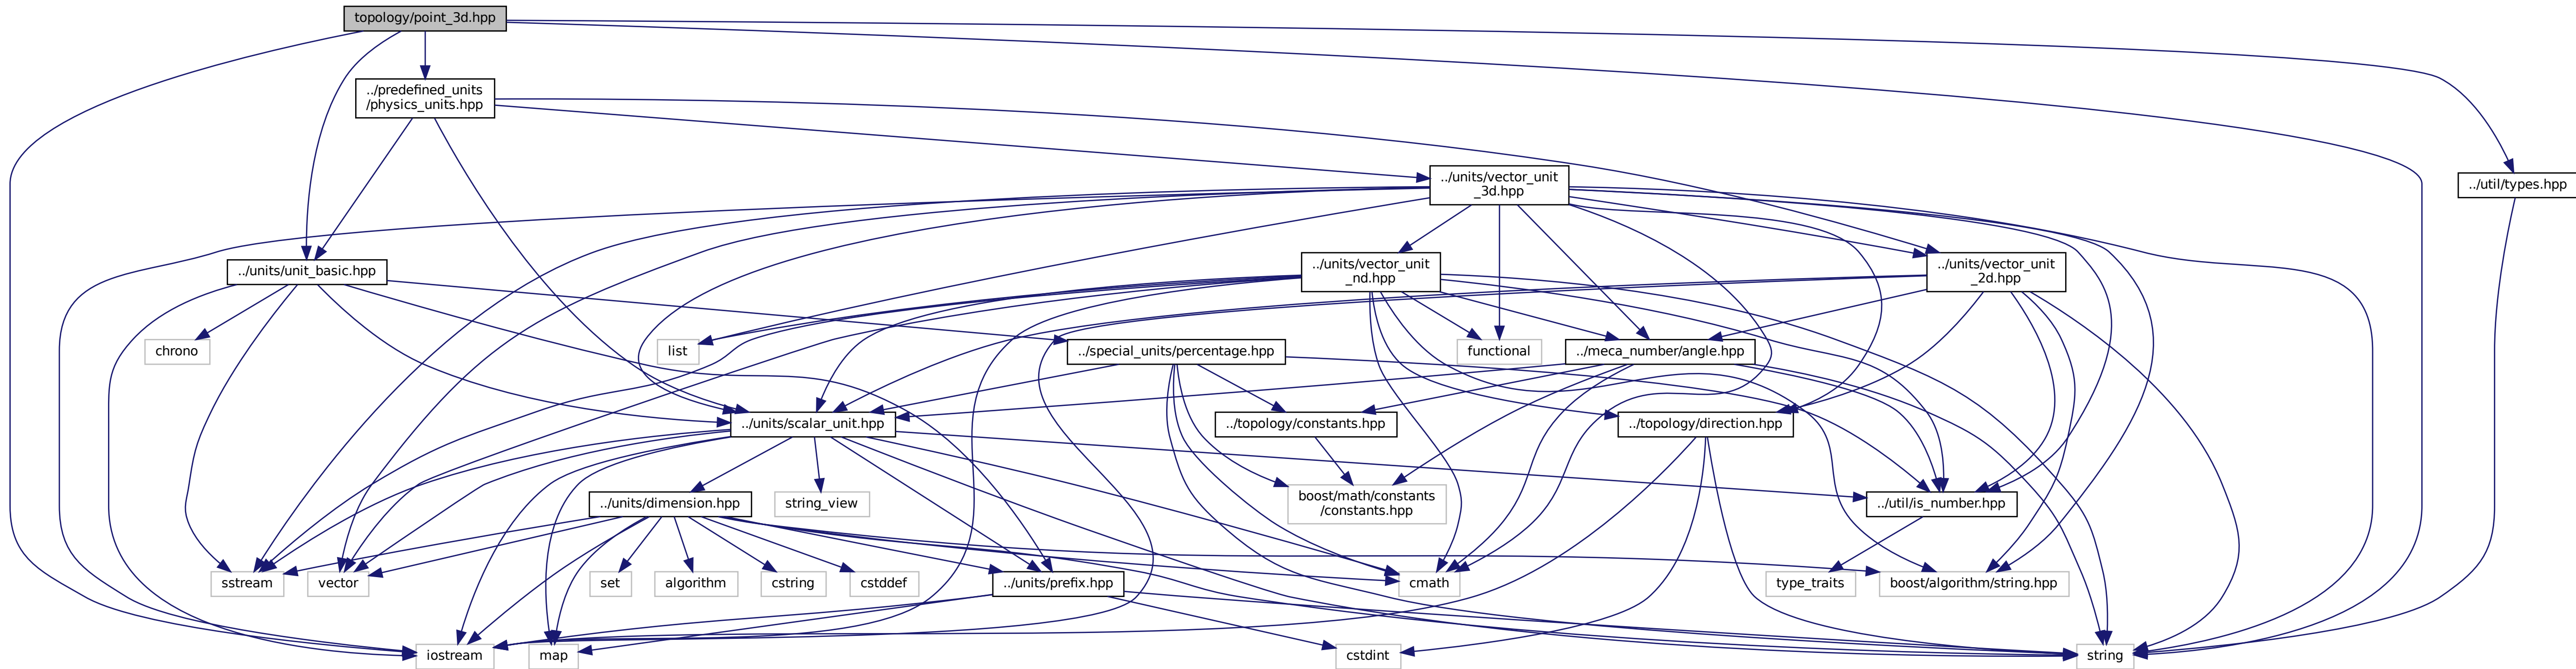 topology/point_3d.hpp
../predefined_units
/physics_units.hpp
../units/vector_unit
_3d.hpp
../util/types.hpp
../units/unit_basic.hpp
../units/vector_unit
_nd.hpp
../units/vector_unit
_2d.hpp
chrono
list
../special_units/percentage.hpp
functional
../meca_number/angle.hpp
../units/scalar_unit.hpp
../topology/constants.hpp
../topology/direction.hpp
../units/dimension.hpp
string_view
boost/math/constants
/constants.hpp
../util/is_number.hpp
sstream
vector
set
algorithm
cstring
cstddef
../units/prefix.hpp
cmath
type_traits
boost/algorithm/string.hpp
iostream
map
cstdint
string